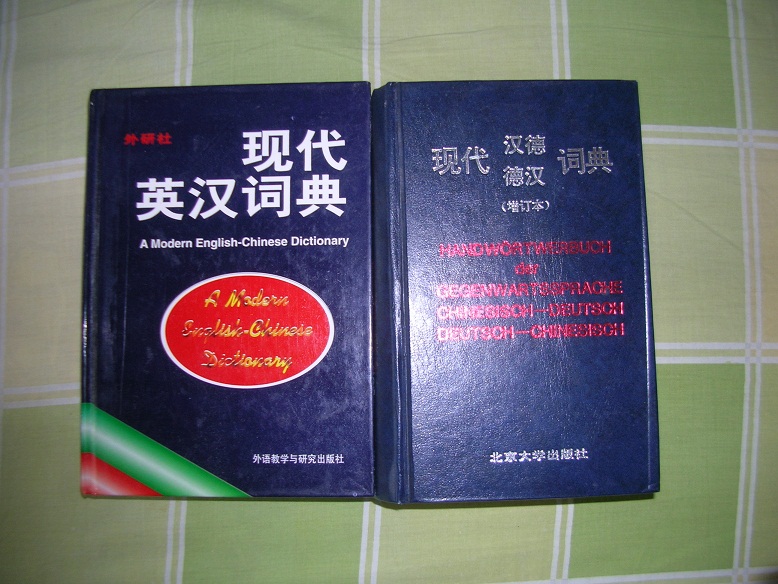 外研社
现代
英汉词典
A Modern English-Chinese Dictionary
A Modern
English-Chinese
Dictionary
外语教学与研究出版社
现代 汉德 词典
德汉
(增订本)
HANDWÖRTWERBUCH
der
GEGENWARTSSPRACHE
CHINESISCH—DEUTSCH
DEUTSCH—CHINESISCH
北京大学出版社